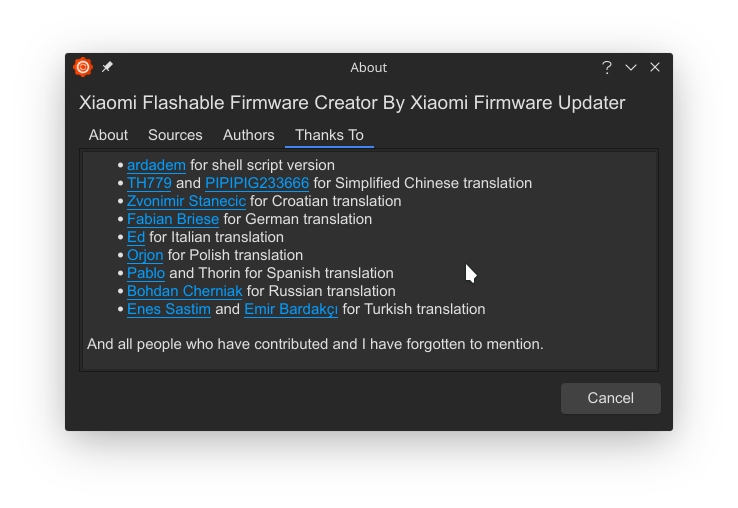 About
Xiaomi Flashable Firmware Creator By Xiaomi Firmware Updater
About Sources Authors Thanks To
• ardadem for shell script version
• TH779 and PIPIPIG233666 for Simplified Chinese translation
• Zvonimir Stanecic for Croatian translation
• Fabian Briese for German translation
• Ed for Italian translation
• Orjon for Polish translation
• Pablo and Thorin for Spanish translation
• Bohdan Cherniak for Russian translation
• Enes Sastim and Emir Bardakçı for Turkish translation
And all people who have contributed and I have forgotten to mention.
Cancel